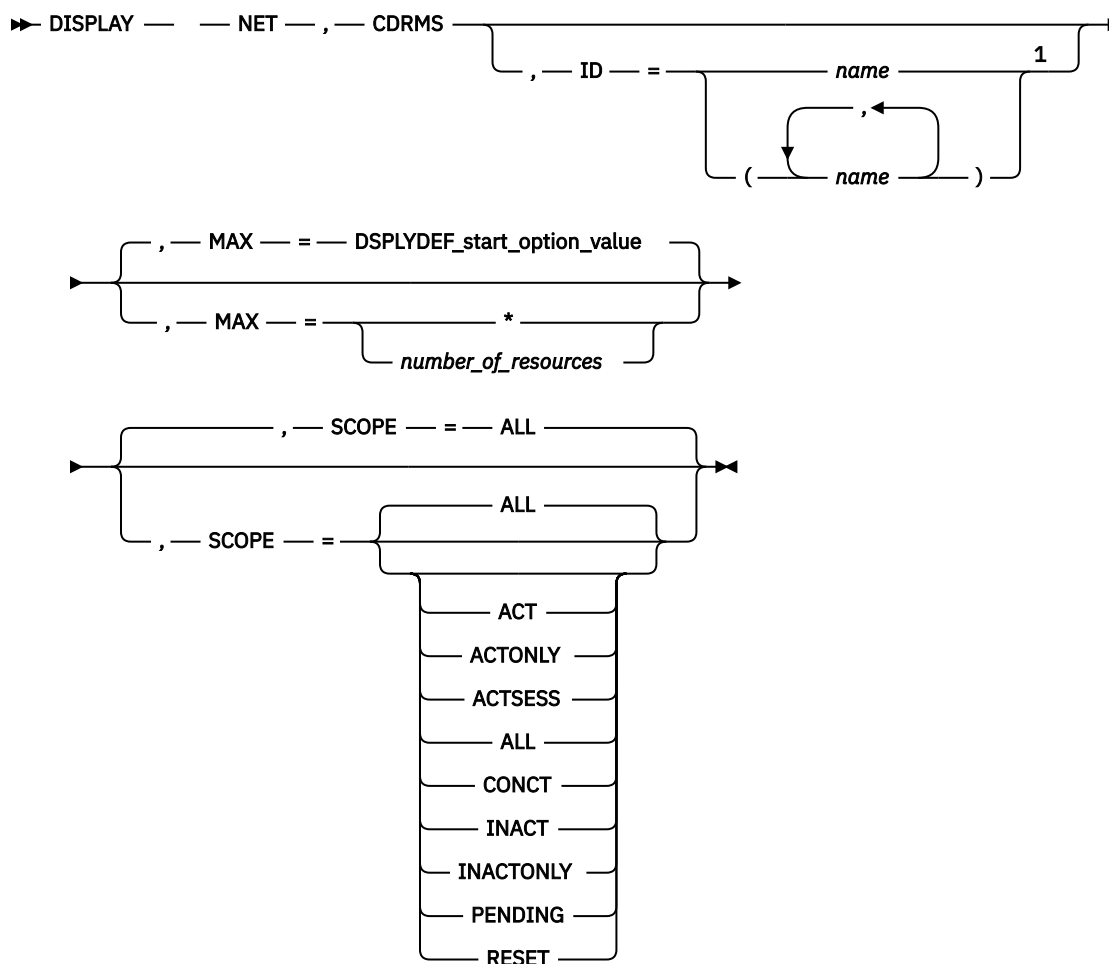 DISPLAY NET , CDRMS
1
, ID = name
,
( name )
, MAX = DSPLYDEF_start_option_value
, MAX = *
number_of_resources
, SCOPE = ALL
ALL
, SCOPE =
ACT
ACTONLY
ACTSESS
ALL
CONCT
INACT
INACTONLY
PENDING
RESET